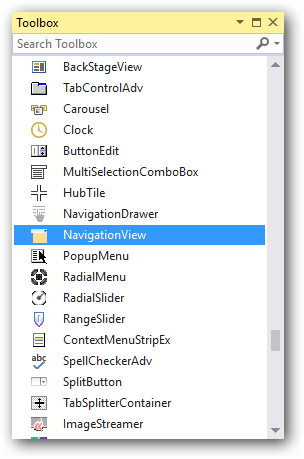 Toolbox
Search Toolbox
BackStageView
TabControlAdv
Carousel
Clock
ButtonEdit
MultiSelectionComboBox
HubTile
NavigationDrawer
NavigationView
PopupMenu
RadialMenu
RadialSlider
RangeSlider
ContextMenuStripEx
abc SpellCheckerAdv
SplitButton
TabSplitterContainer
ImageStreamer